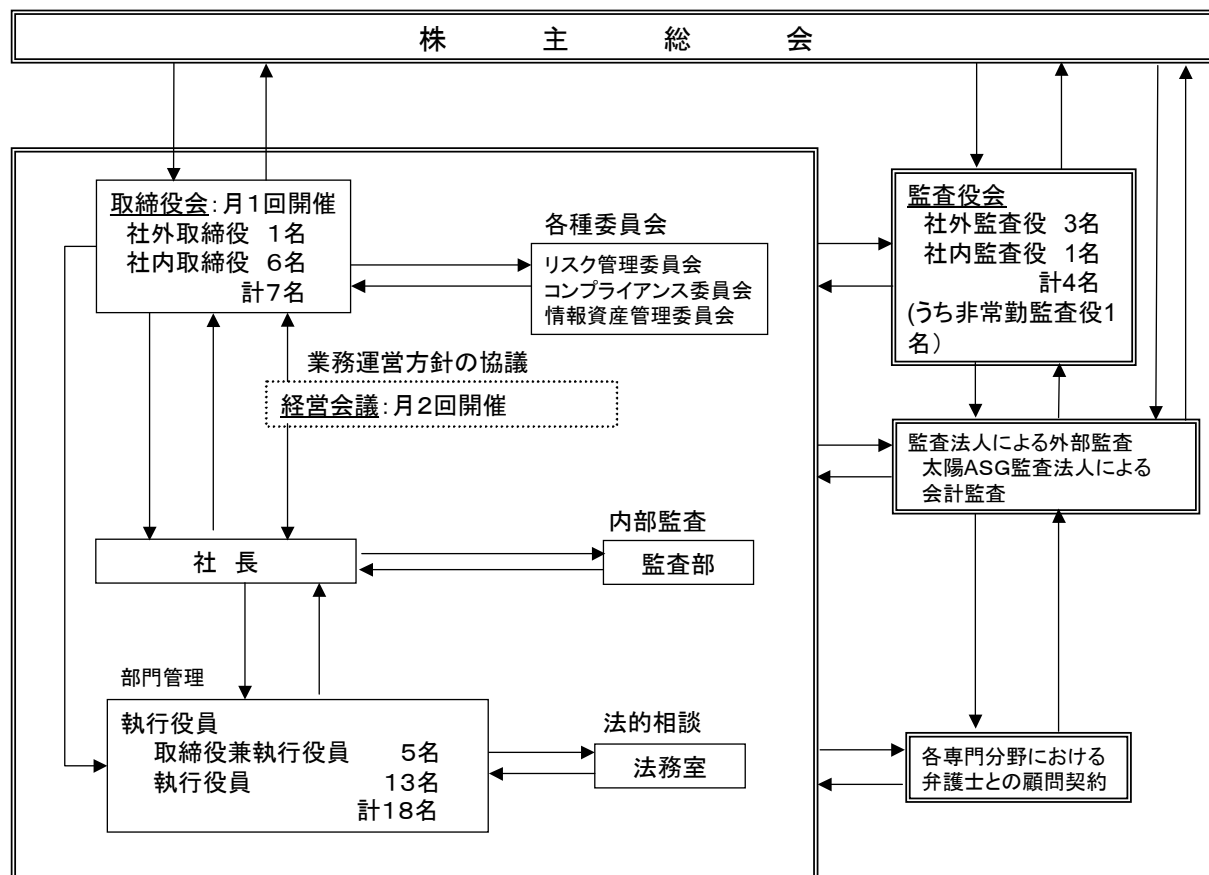 株主総会
取締役会：月１回開催
社外取締役 １名
社内取締役 ６名
計７名
各種委員会
リスク管理委員会
コンプライアンス委員会
情報資産管理委員会
監査役会
社外監査役 ３名
社内監査役 １名
計４名
(うち非常勤監査役１
名）
業務運営方針の協議
経営会議：月２回開催
監査法人による外部監査
太陽ASG監査法人による
会計監査
社 長
内部監査
監査部
部門管理
執行役員
取締役兼執行役員 ５名
執行役員 １３名
計１８名
法的相談
法務室
各専門分野における
弁護士との顧問契約